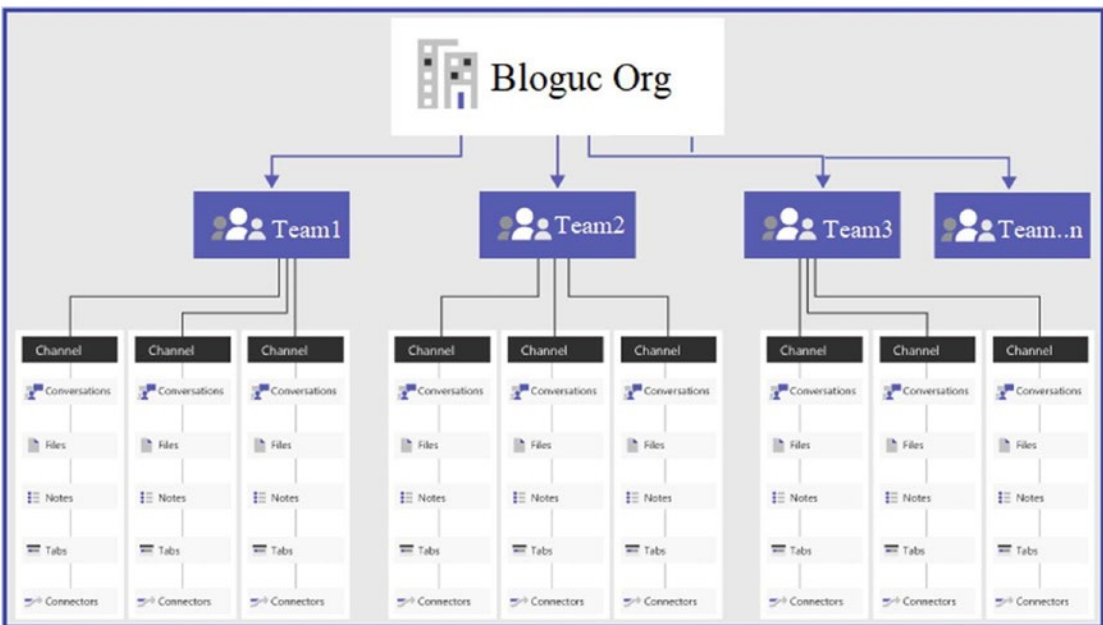 Bloguc Org
Team1 Team2 Team3 Team..n
Channel Channel Channel Channel Channel Channel Channel Channel Channel
Conversations Conversations Conversations Conversations Conversations Conversations Conversations Conversations Conversations
Files Files Files Files Files Files Files Files Files
Notes Notes Notes Notes Notes Notes Notes Notes Notes
Tabs Tabs Tabs Tabs Tabs Tabs Tabs Tabs Tabs
Connectors Connectors Connectors Connectors Connectors Connectors Connectors Connectors Connectors